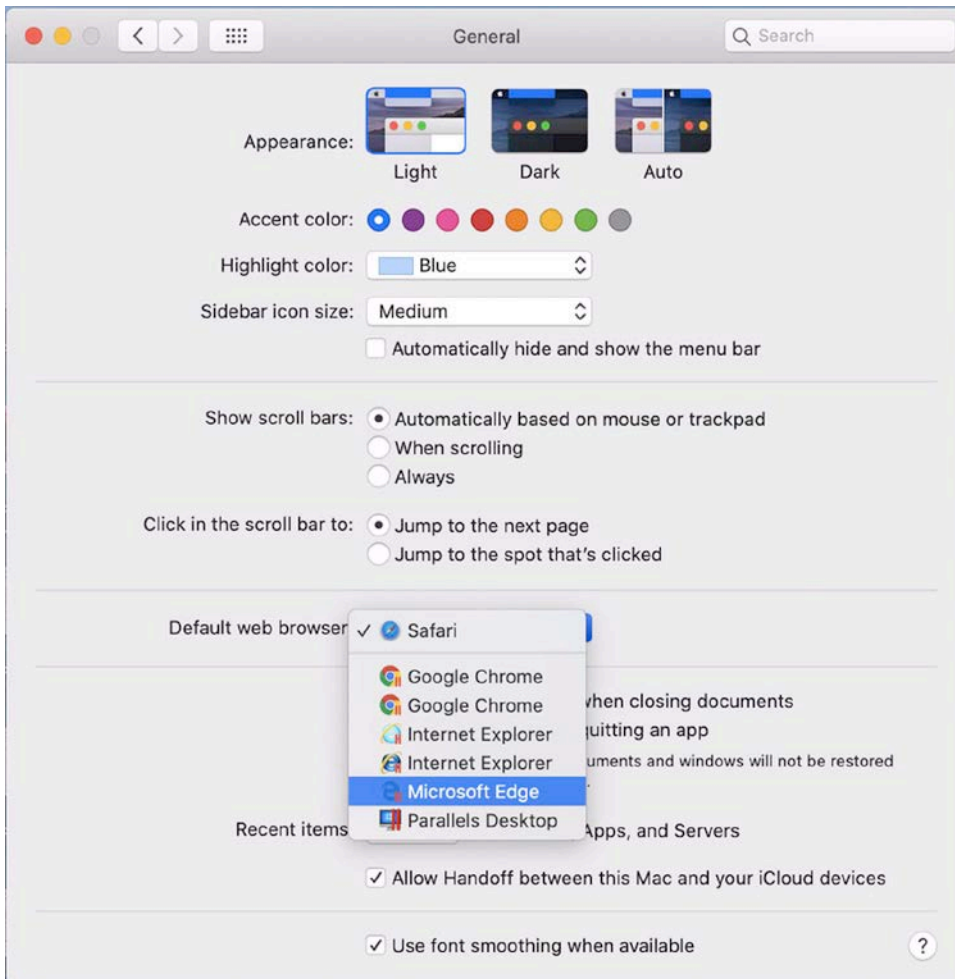 General
Search
Appearance:
Light Dark Auto
Accent color:
Highlight color: Blue
Sidebar icon size: Medium
Automatically hide and show the menu bar
Show scroll bars: Automatically based on mouse or trackpad
When scrolling
Always
Click in the scroll bar to: Jump to the next page
Jump to the spot that's clicked
Default web browser ✓ Safari
Google Chrome
Google Chrome when closing documents
Internet Explorer quitting an app
Internet Explorer uments and windows will not be restored
Microsoft Edge
Parallels Desktop
Recent items Apps, and Servers
Allow Handoff between this Mac and your iCloud devices
Use font smoothing when available ?